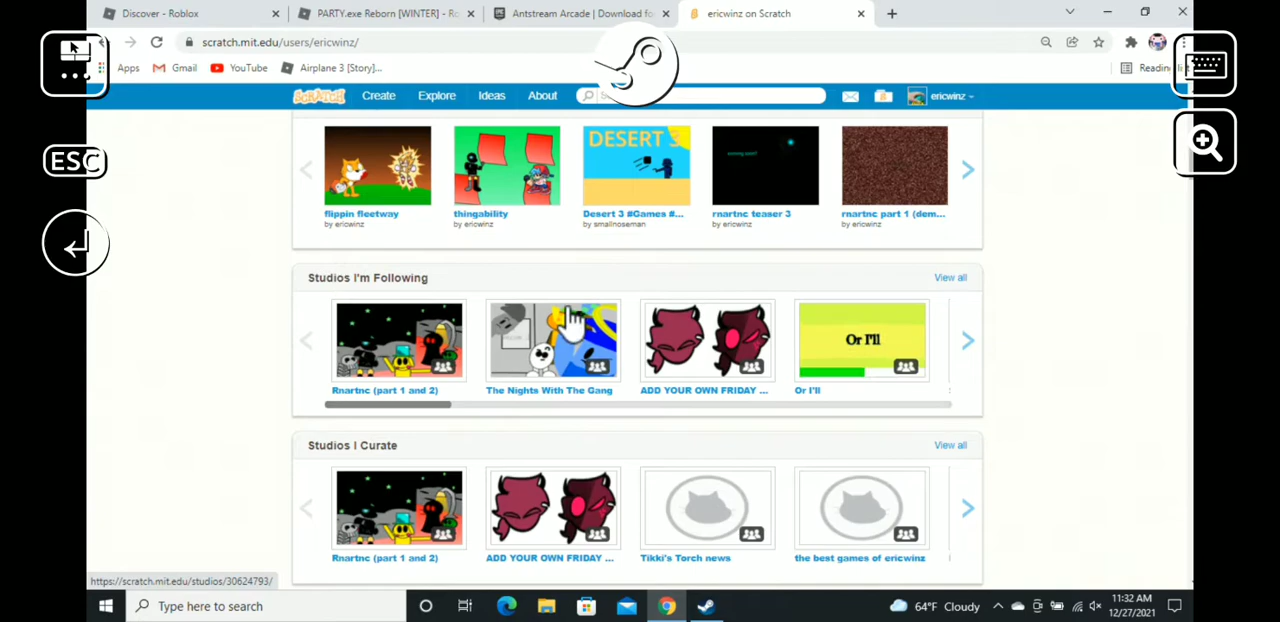 Discover - Roblox
PARTY.exe Reborn [WINTER] - Ro
Antstream Arcade | Download fo
ericwinz on Scratch
scratch.mit.edu/users/ericwinz/
ESC
Apps
Gmail
YouTube
Airplane 3 [Story]...
Reading list
SCRATCH
Create
Explore
Ideas
About
ericwinz
DESERT 3
flippin fleetway
by ericwinz
thingability
by ericwinz
Desert 3 #Games #...
by smallnoseman
rnartnc teaser 3
by ericwinz
rnartnc part 1 (dem...
by ericwinz
Studios I'm Following
View all
Or I'll
Rnartnc (part 1 and 2)
The Nights With The Gang
ADD YOUR OWN FRIDAY ...
Or I'll
Studios I Curate
View all
Rnartnc (part 1 and 2)
ADD YOUR OWN FRIDAY ...
Tikki's Torch news
the best games of ericwinz
https://scratch.mit.edu/studios/30624793/
Type here to search
64°F Cloudy
11:32 AM
12/27/2021